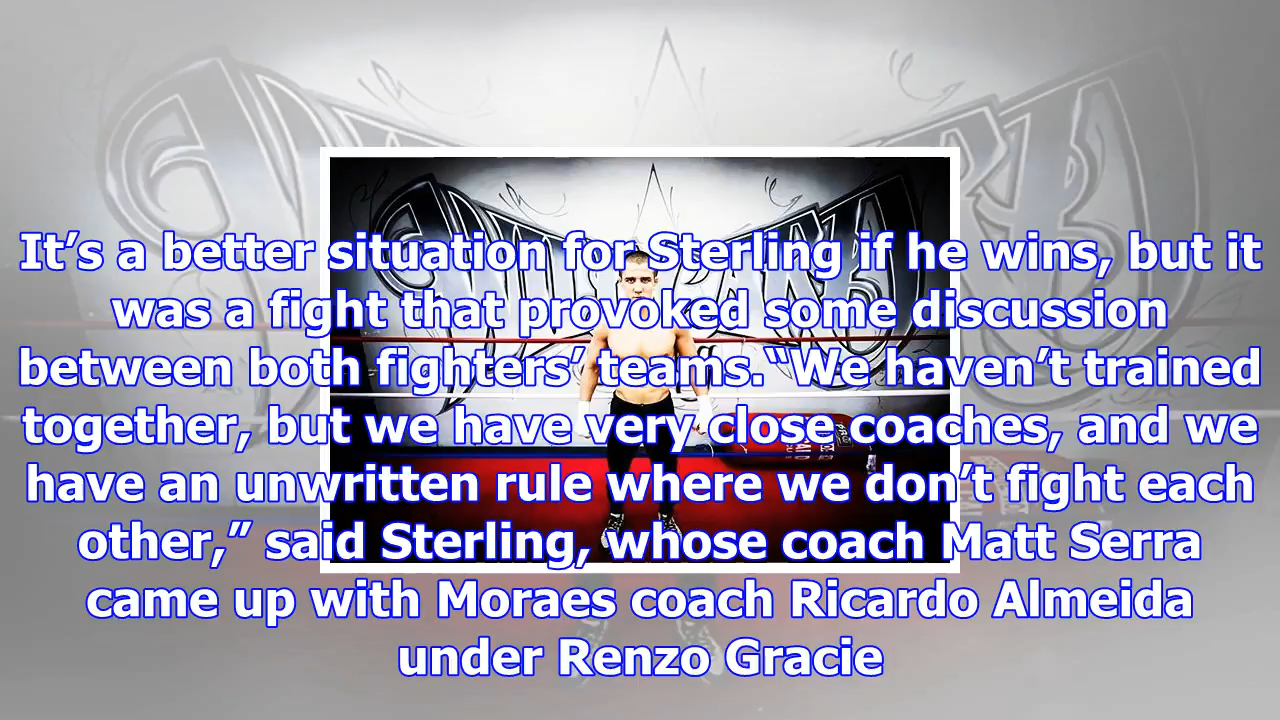 It’s a better situation for Sterling if he wins, but it
was a fight that provoked some discussion
between both fighters’ teams. “We haven’t trained
together, but we have very close coaches, and we
have an unwritten rule where we don’t fight each
other,” said Sterling, whose coach Matt Serra
came up with Moraes coach Ricardo Almeida
under Renzo Gracie